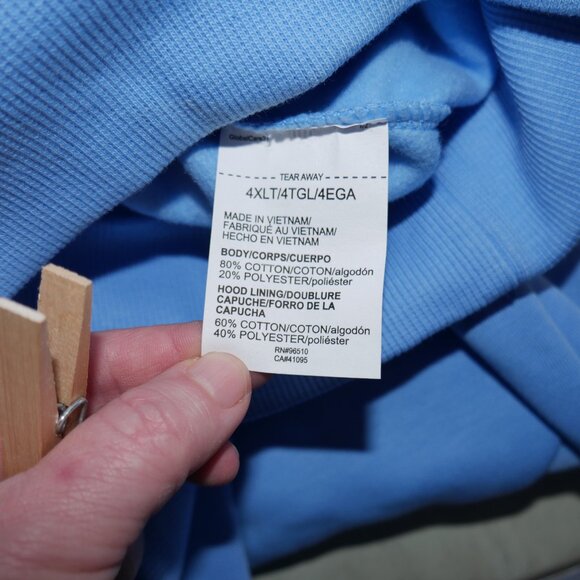 TEAR AWAY
4XLT/4TGL/4EGA
MADE IN VIETNAM/
FABRIQUÉ AU VIETNAM/
HECHO EN VIETNAM
BODY/CORPS/CUERPO
80% COTTON/COTON/algodón
20% POLYESTER/poliéster
HOOD LINING/DOUBLURE
CAPUCHE/FORRO DE LA
CAPUCHA
60% COTTON/COTON/algodón
40% POLYESTER/poliéster
RN#96510
CA#41095